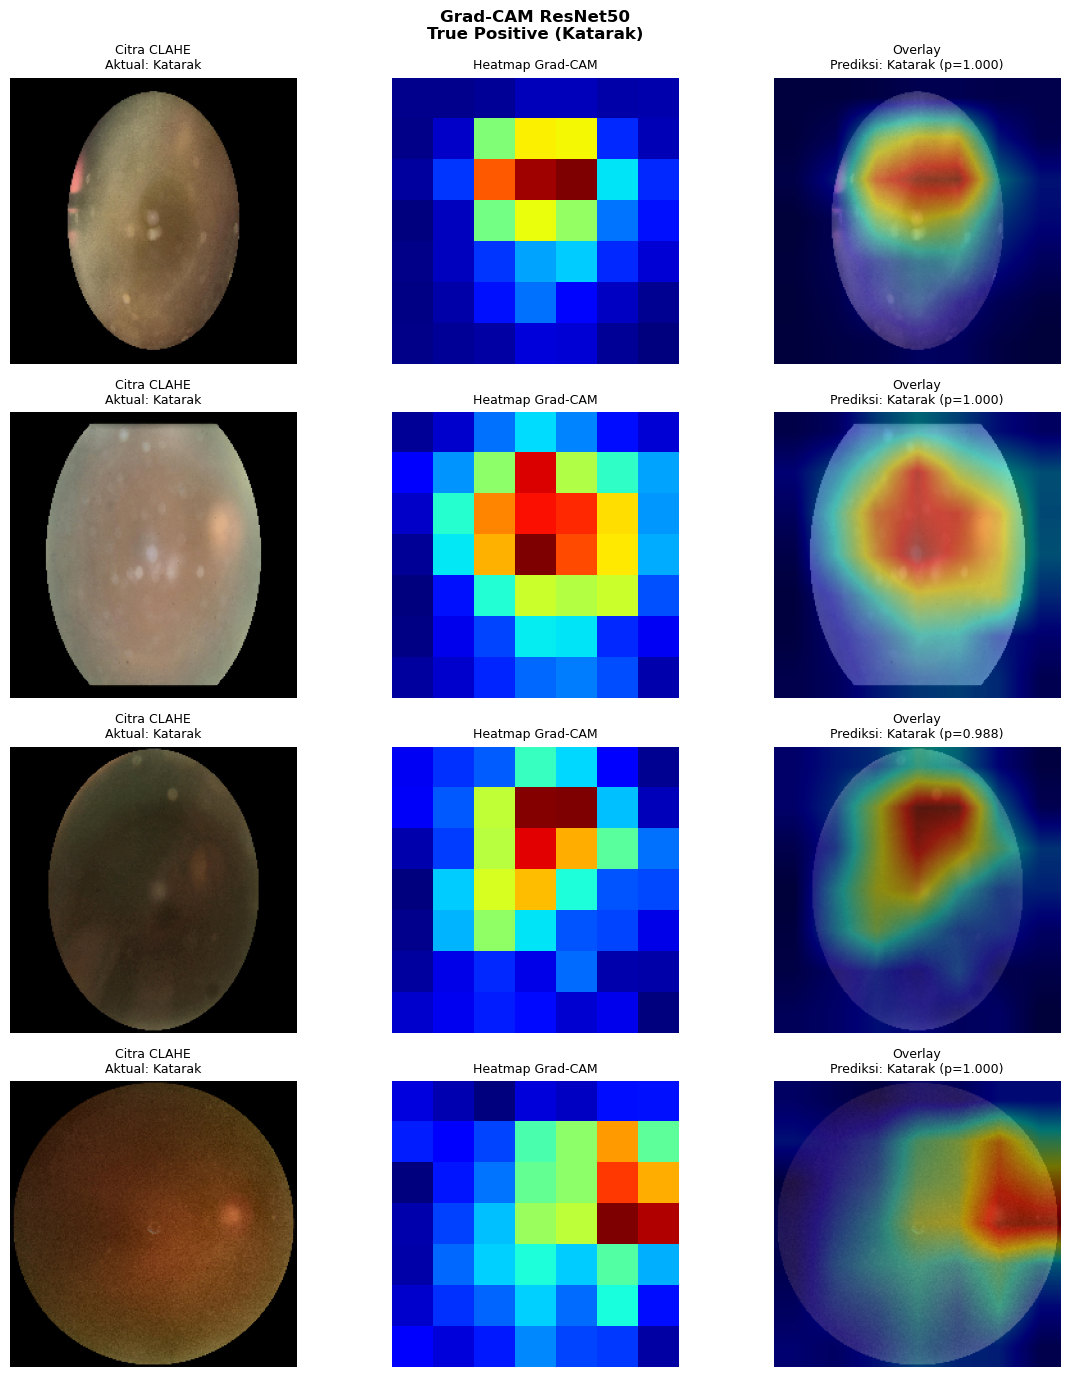 Grad-CAM ResNet50
True Positive (Katarak)
Citra CLAHE
Aktual: Katarak
Heatmap Grad-CAM
Overlay
Prediksi: Katarak (p=1.000)
Citra CLAHE
Aktual: Katarak
Heatmap Grad-CAM
Overlay
Prediksi: Katarak (p=1.000)
Citra CLAHE
Aktual: Katarak
Heatmap Grad-CAM
Overlay
Prediksi: Katarak (p=0.988)
Citra CLAHE
Aktual: Katarak
Heatmap Grad-CAM
Overlay
Prediksi: Katarak (p=1.000)